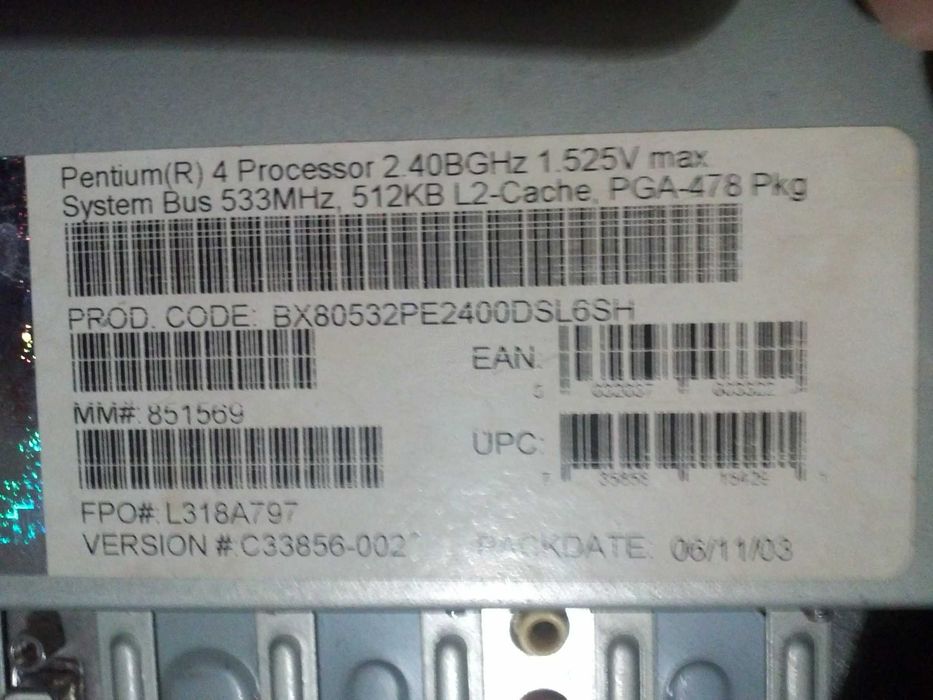 Pentium(R) 4 Processor 2.40BGHz 1.525V max
System Bus 533MHz, 512KB L2-Cache, PGA-478 Pkg
PROD. CODE: BX80532PE2400DSL6SH
EAN:
MM#: 851569
UPC:
35858
FPO#: L318A797
VERSION #:C33856-002
PACKDATE: 06/11/03